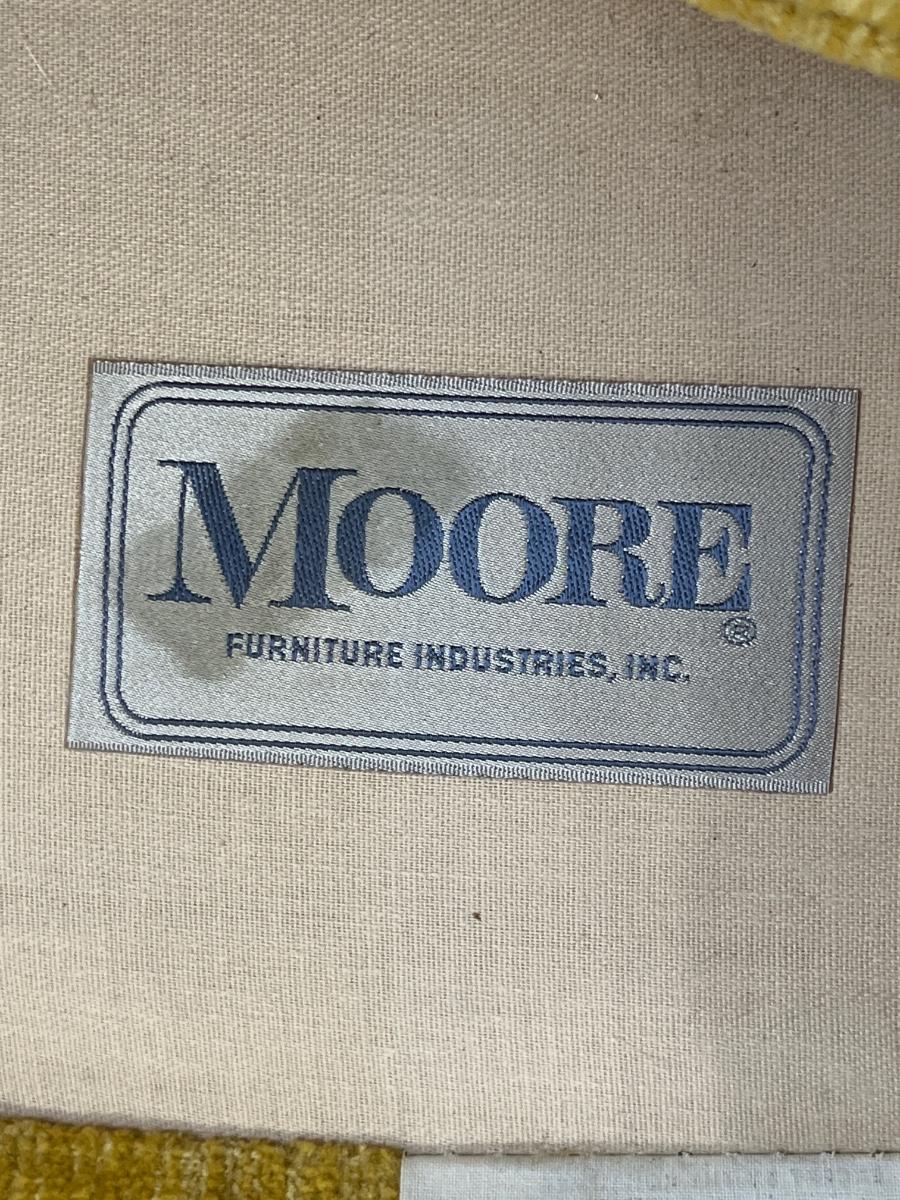 MOORE
®
FURNITURE INDUSTRIES, INC.